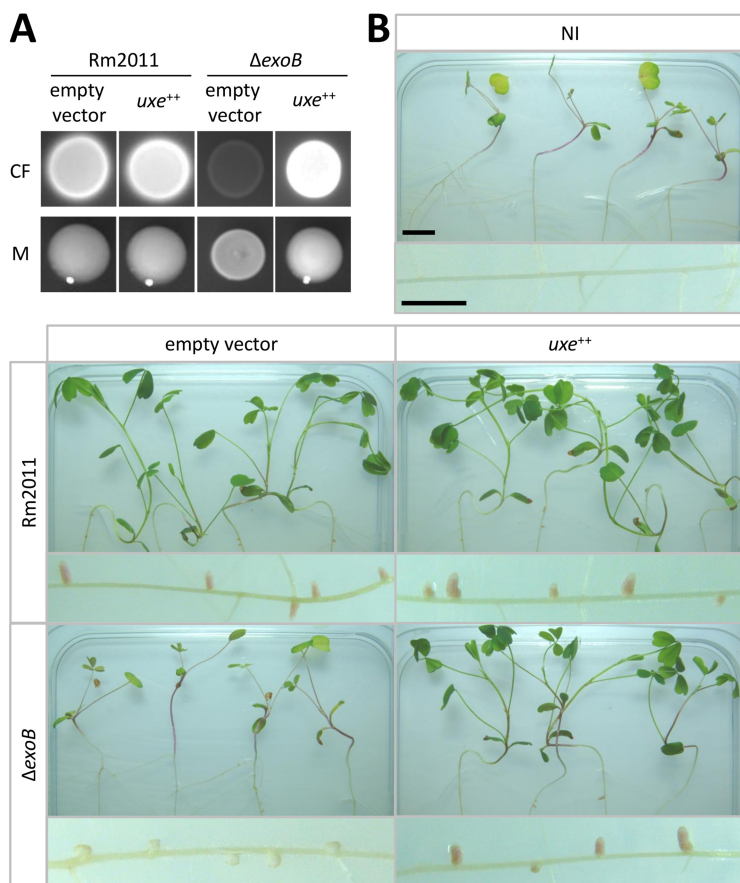 A
Rm2011 ΔexoB
empty vector uxe⁺⁺ empty vector uxe⁺⁺
CF
M
B
NI
empty vector uxe⁺⁺
Rm2011
ΔexoB